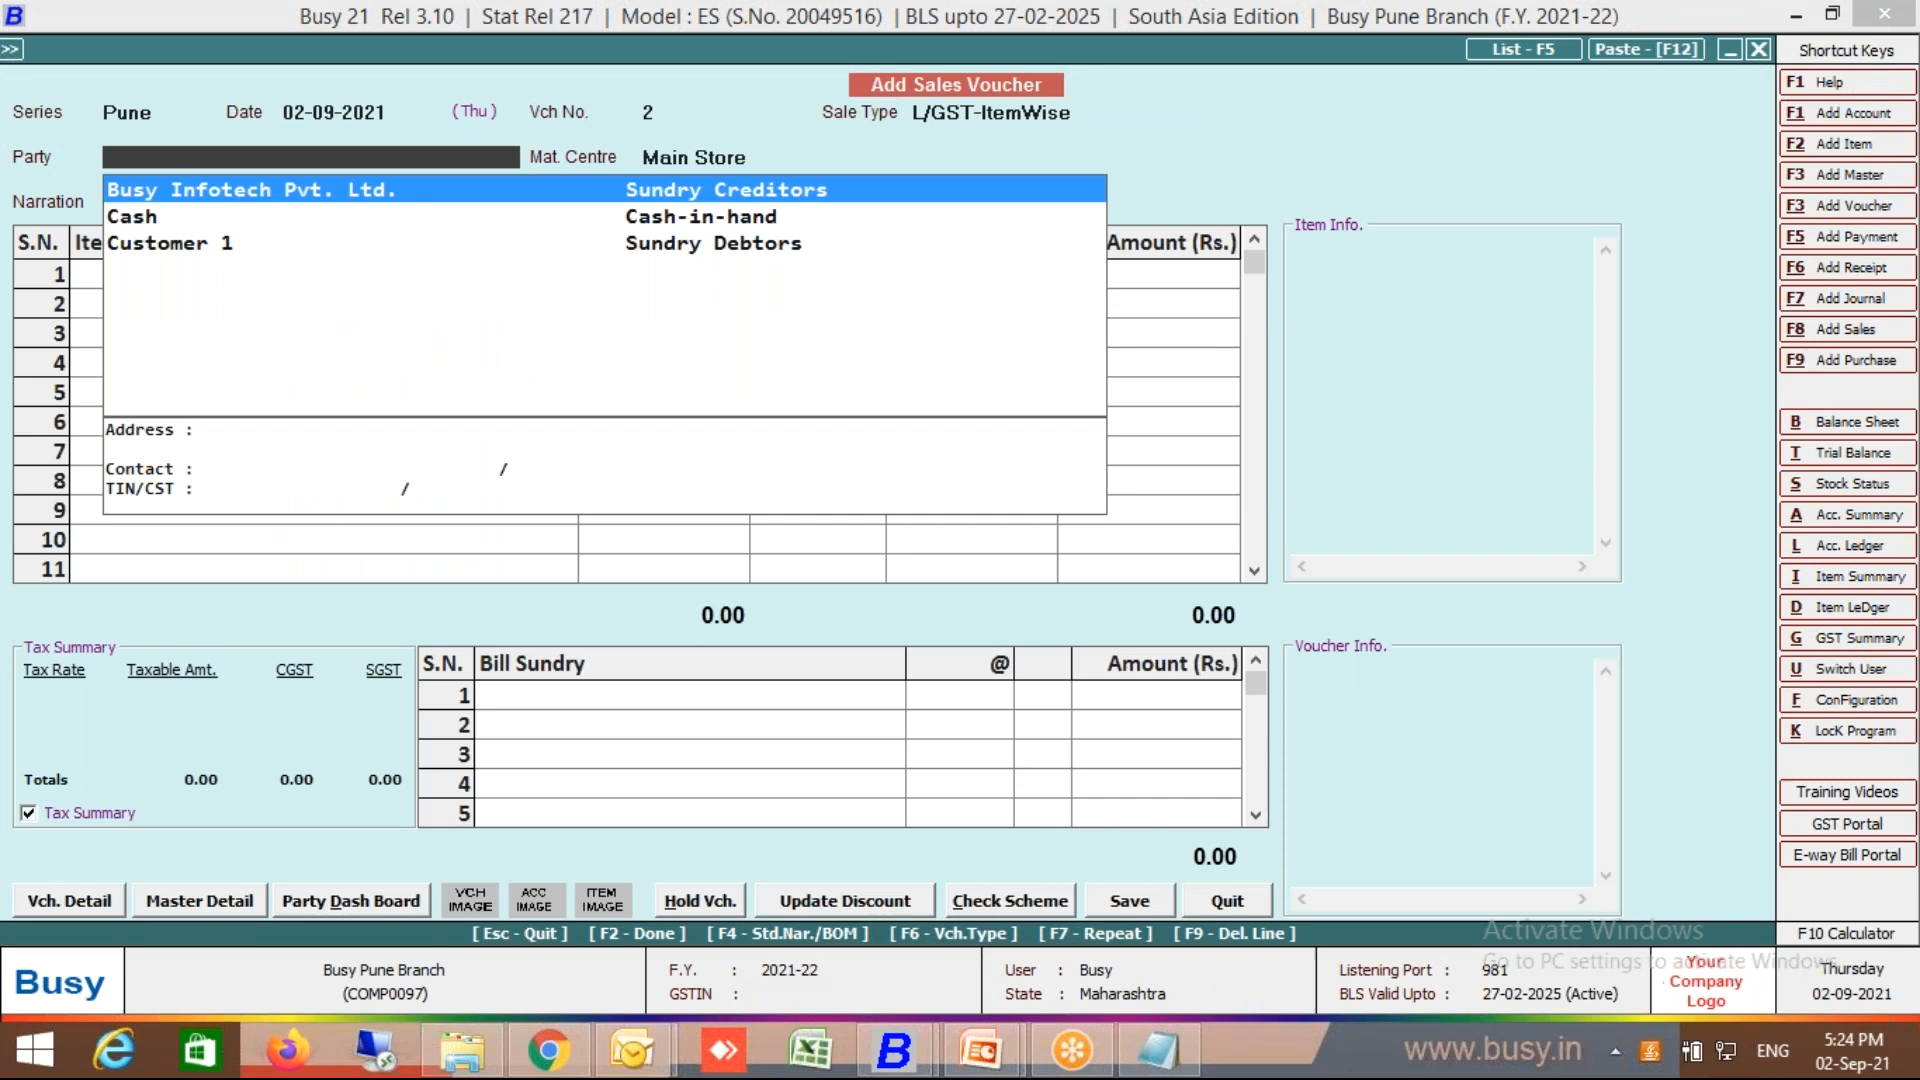 Busy 21 Rel 3.10 | Stat Rel 217 | Model : ES (S.No. 20049516) | BLS upto 27-02-2025 | South Asia Edition | Busy Pune Branch (F.Y. 2021-22)
>> List - F5 Paste - [F12] Shortcut Keys
Add Sales Voucher
Series Pune Date 02-09-2021 (Thu) Vch No. 2 Sale Type L/GST-ItemWise
Party Mat. Centre Main Store
Narration
Busy Infotech Pvt. Ltd. Sundry Creditors
Cash Cash-in-hand
Customer 1 Sundry Debtors
Address :
Contact : /
TIN/CST : /
S.N. Ite Amount (Rs.)
1
2
3
4
5
6
7
8
9
10
11
0.00 0.00
Item Info.
Tax Summary
Tax Rate Taxable Amt. CGST SGST
Totals 0.00 0.00 0.00
Tax Summary
S.N. Bill Sundry @ Amount (Rs.)
1
2
3
4
5
0.00
Voucher Info.
Vch. Detail Master Detail Party Dash Board VCH IMAGE ACC IMAGE ITEM IMAGE Hold Vch. Update Discount Check Scheme Save Quit
[ Esc - Quit ] [ F2 - Done ] [ F4 - Std.Nar./BOM ] [ F6 - Vch.Type ] [ F7 - Repeat ] [ F9 - Del. Line ]
F1 Help
F1 Add Account
F2 Add Item
F3 Add Master
F3 Add Voucher
F5 Add Payment
F6 Add Receipt
F7 Add Journal
F8 Add Sales
F9 Add Purchase
B Balance Sheet
T Trial Balance
S Stock Status
A Acc. Summary
L Acc. Ledger
I Item Summary
D Item LeDger
G GST Summary
U Switch User
F ConFiguration
K LocK Program
Training Videos
GST Portal
E-way Bill Portal
F10 Calculator
Activate Windows
Go to PC settings to activate Windows.
Busy
Busy Pune Branch
(COMP0097)
F.Y. : 2021-22
GSTIN :
User : Busy
State : Maharashtra
Listening Port : 981
BLS Valid Upto : 27-02-2025 (Active)
Your
Company
Logo
Thursday
02-09-2021
www.busy.in
ENG
5:24 PM
02-Sep-21